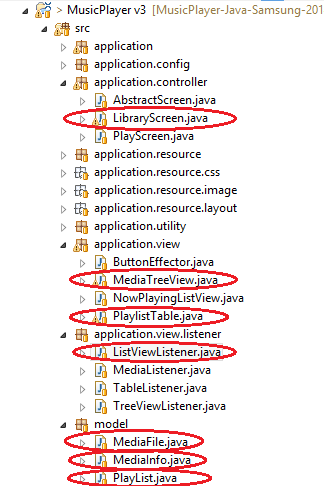 > MusicPlayer v3 [MusicPlayer-Java-Samsung-201
src
application
application.config
application.controller
AbstractScreen.java
LibraryScreen.java
PlayScreen.java
application.resource
application.resource.css
application.resource.image
application.resource.layout
application.utility
application.view
ButtonEffector.java
MediaTreeView.java
NowPlayingListView.java
PlaylistTable.java
application.view.listener
ListViewListener.java
MediaListener.java
TableListener.java
TreeViewListener.java
model
MediaFile.java
MediaInfo.java
PlayList.java